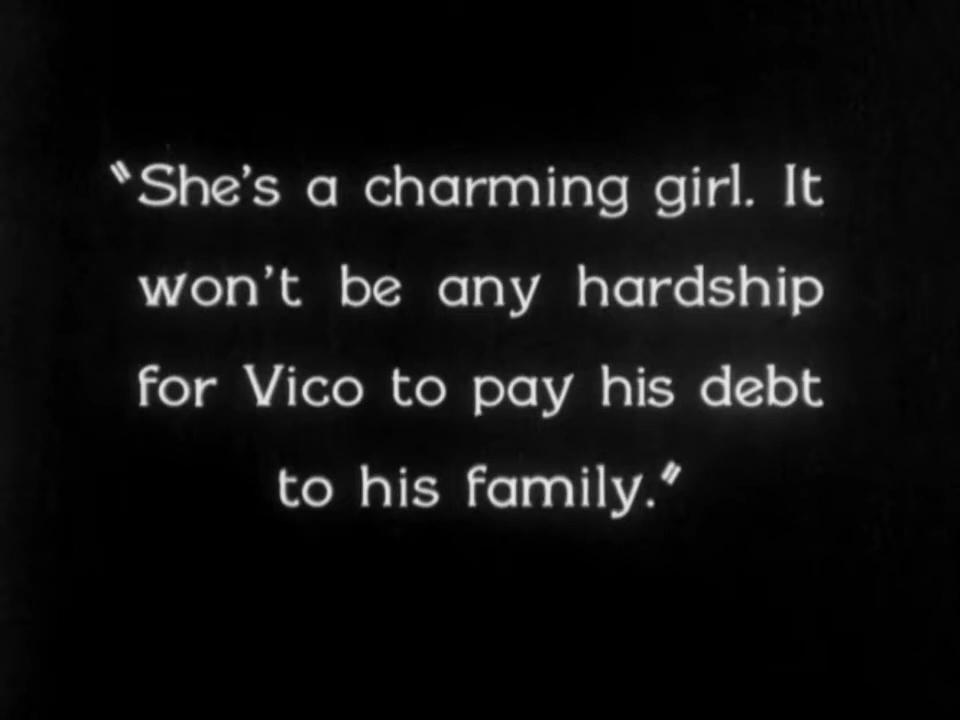 "She's a charming girl. It
won't be any hardship
for Vico to pay his debt
to his family."